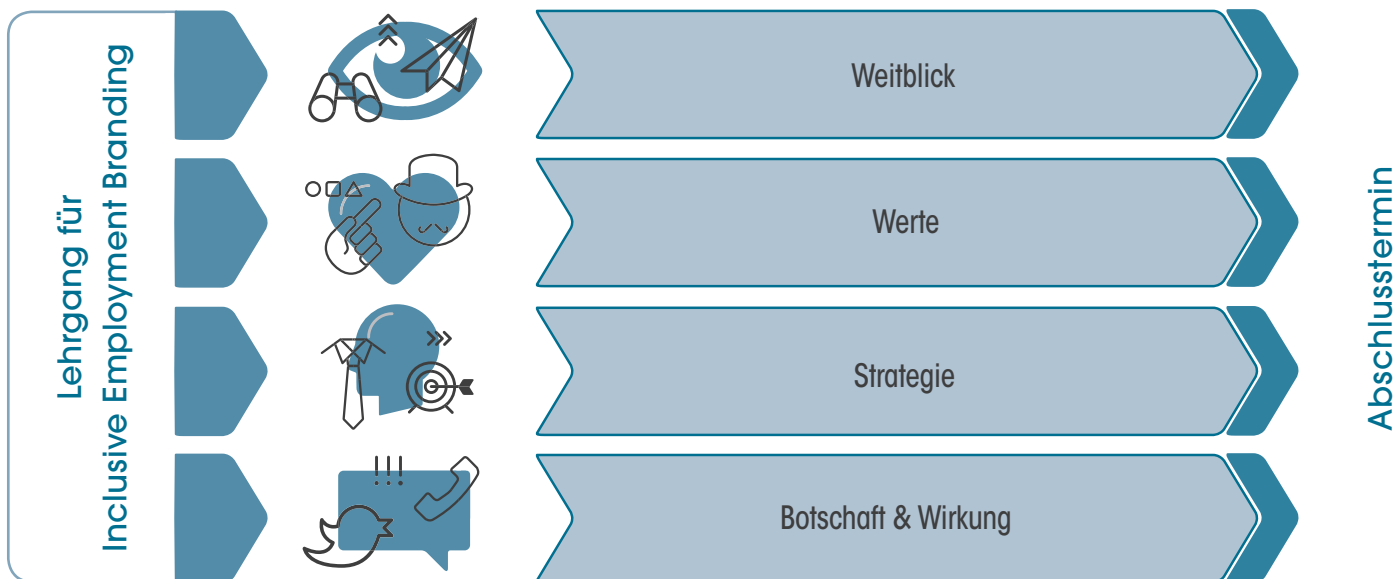 Lehrgang für
Inclusive Employment Branding
Weitblick
Werte
Strategie
Botschaft & Wirkung
Abschlusstermin